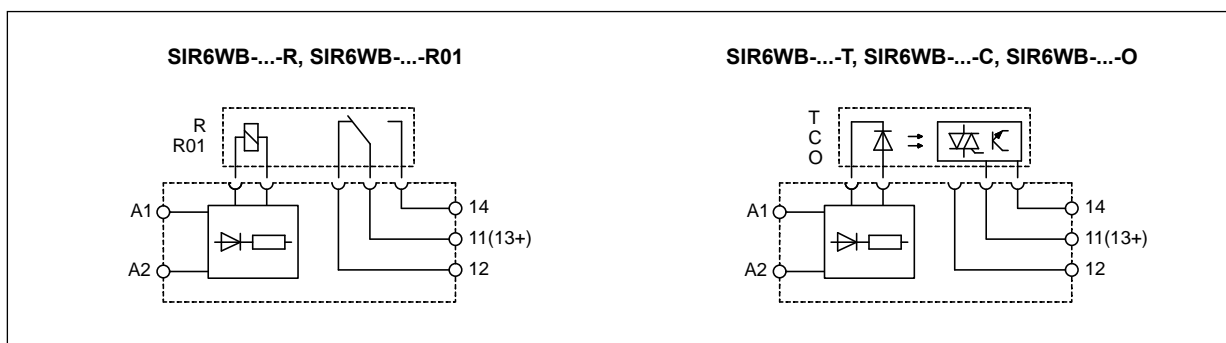 SIR6WB-...-R, SIR6WB-...-R01
R
R01
A1
A2
14
11(13+)
12
SIR6WB-...-T, SIR6WB-...-C, SIR6WB-...-O
T
C
O
A1
A2
14
11(13+)
12